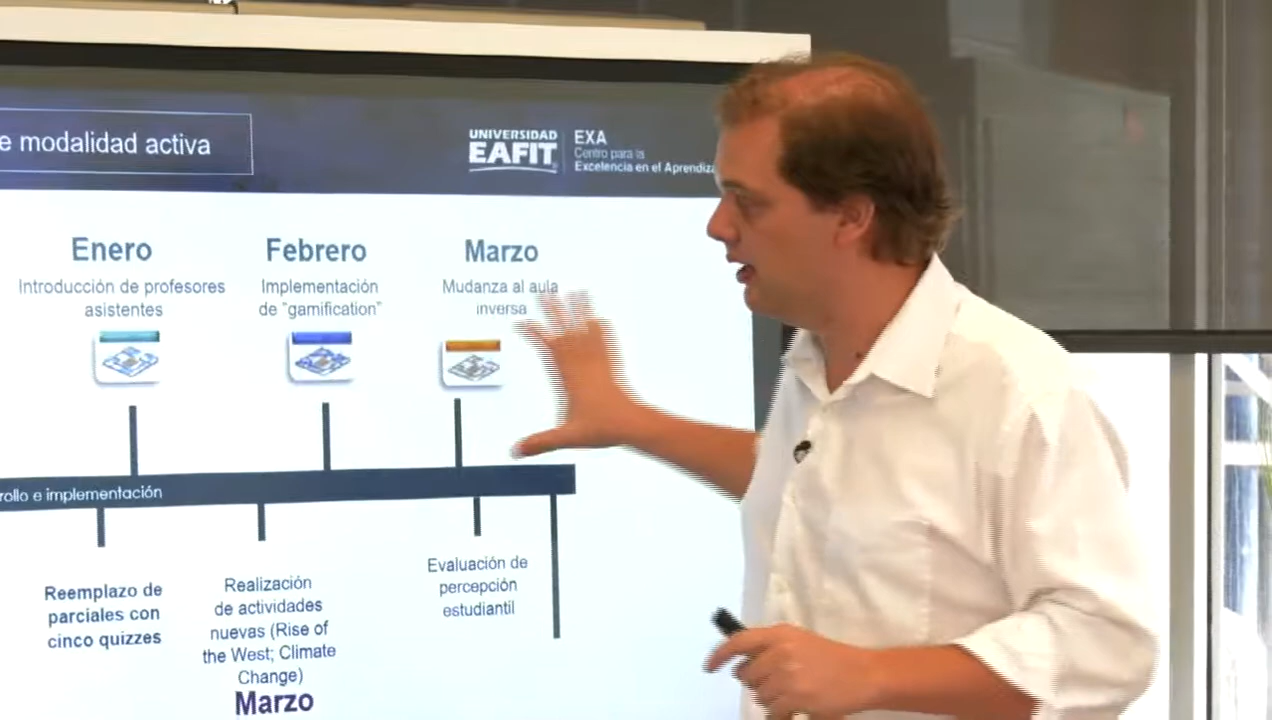 e modalidad activa
UNIVERSIDAD
EAFIT
EXA
Centro para la
Excelencia en el Aprendiza
Enero
Introducción de profesores
asistentes
Febrero
Implementación
de "gamification"
Marzo
Mudanza al aula
inversa
rollo e implementación
Reemplazo de
parciales con
cinco quizzes
Realización
de actividades
nuevas (Rise of
the West; Climate
Change)
Marzo
Evaluación de
percepción
estudiantil